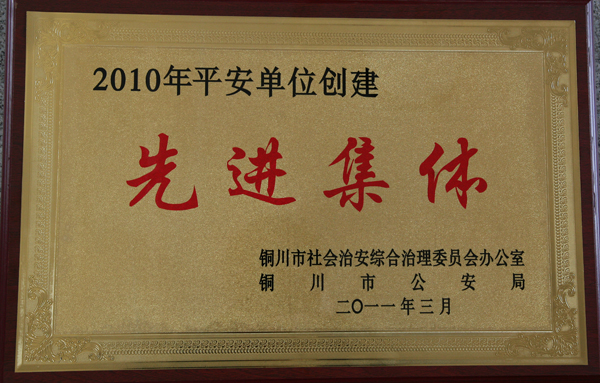 2010年平安单位创建
先进集体
铜川市社会治安综合治理委员会办公室
铜川市公安局
二〇一一年三月